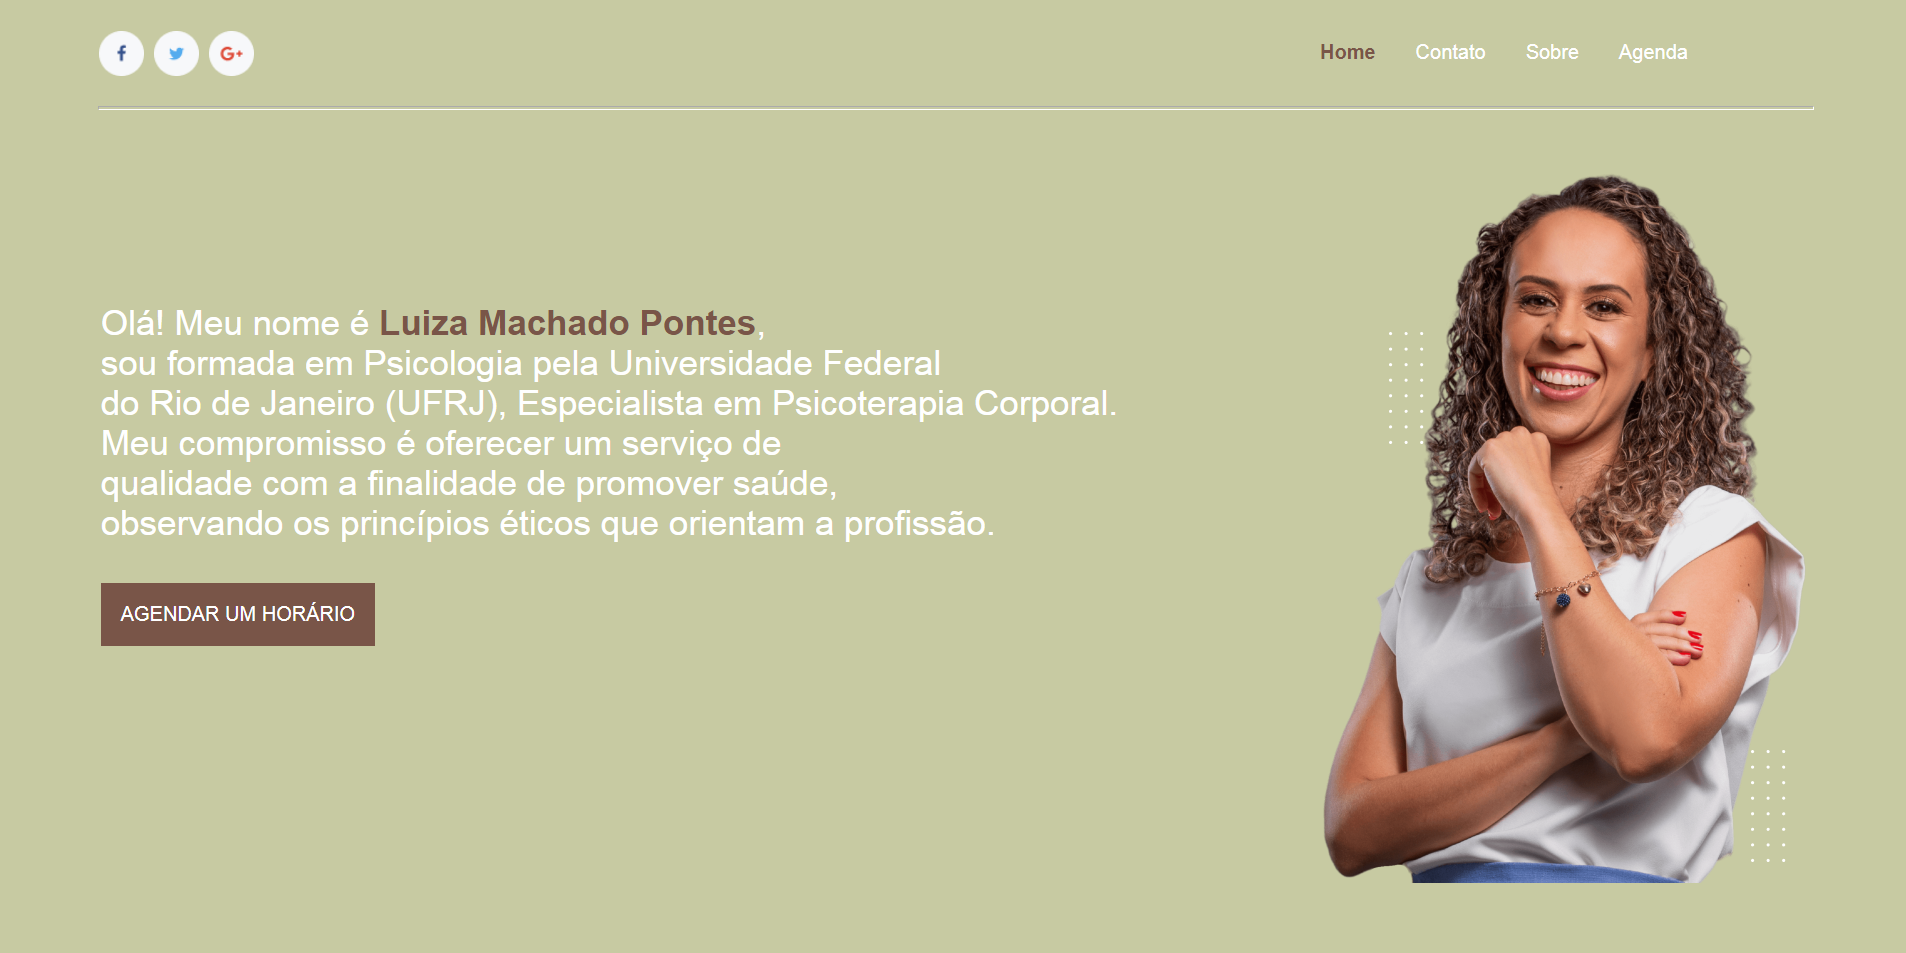 f
G+
Home
Contato
Sobre
Agenda
Olá! Meu nome é Luiza Machado Pontes,
sou formada em Psicologia pela Universidade Federal
do Rio de Janeiro (UFRJ), Especialista em Psicoterapia Corporal.
Meu compromisso é oferecer um serviço de
qualidade com a finalidade de promover saúde,
observando os princípios éticos que orientam a profissão.
AGENDAR UM HORÁRIO